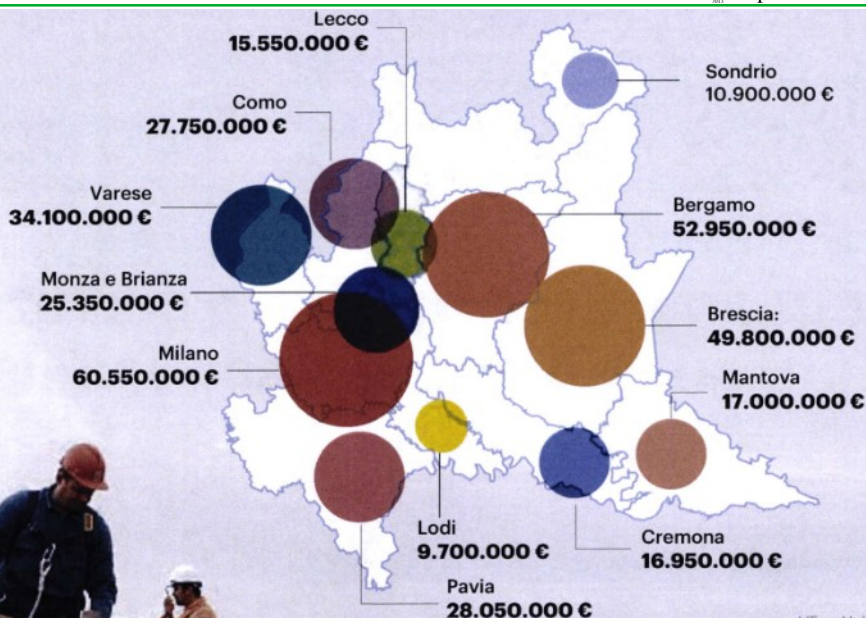 Lecco
15.550.000 €
Sondrio
10.900.000 €
Como
27.750.000 €
Varese
34.100.000 €
Bergamo
52.950.000 €
Monza e Brianza
25.350.000 €
Brescia:
49.800.000 €
Milano
60.550.000 €
Mantova
17.000.000 €
Lodi
9.700.000 €
Cremona
16.950.000 €
Pavia
28.050.000 €